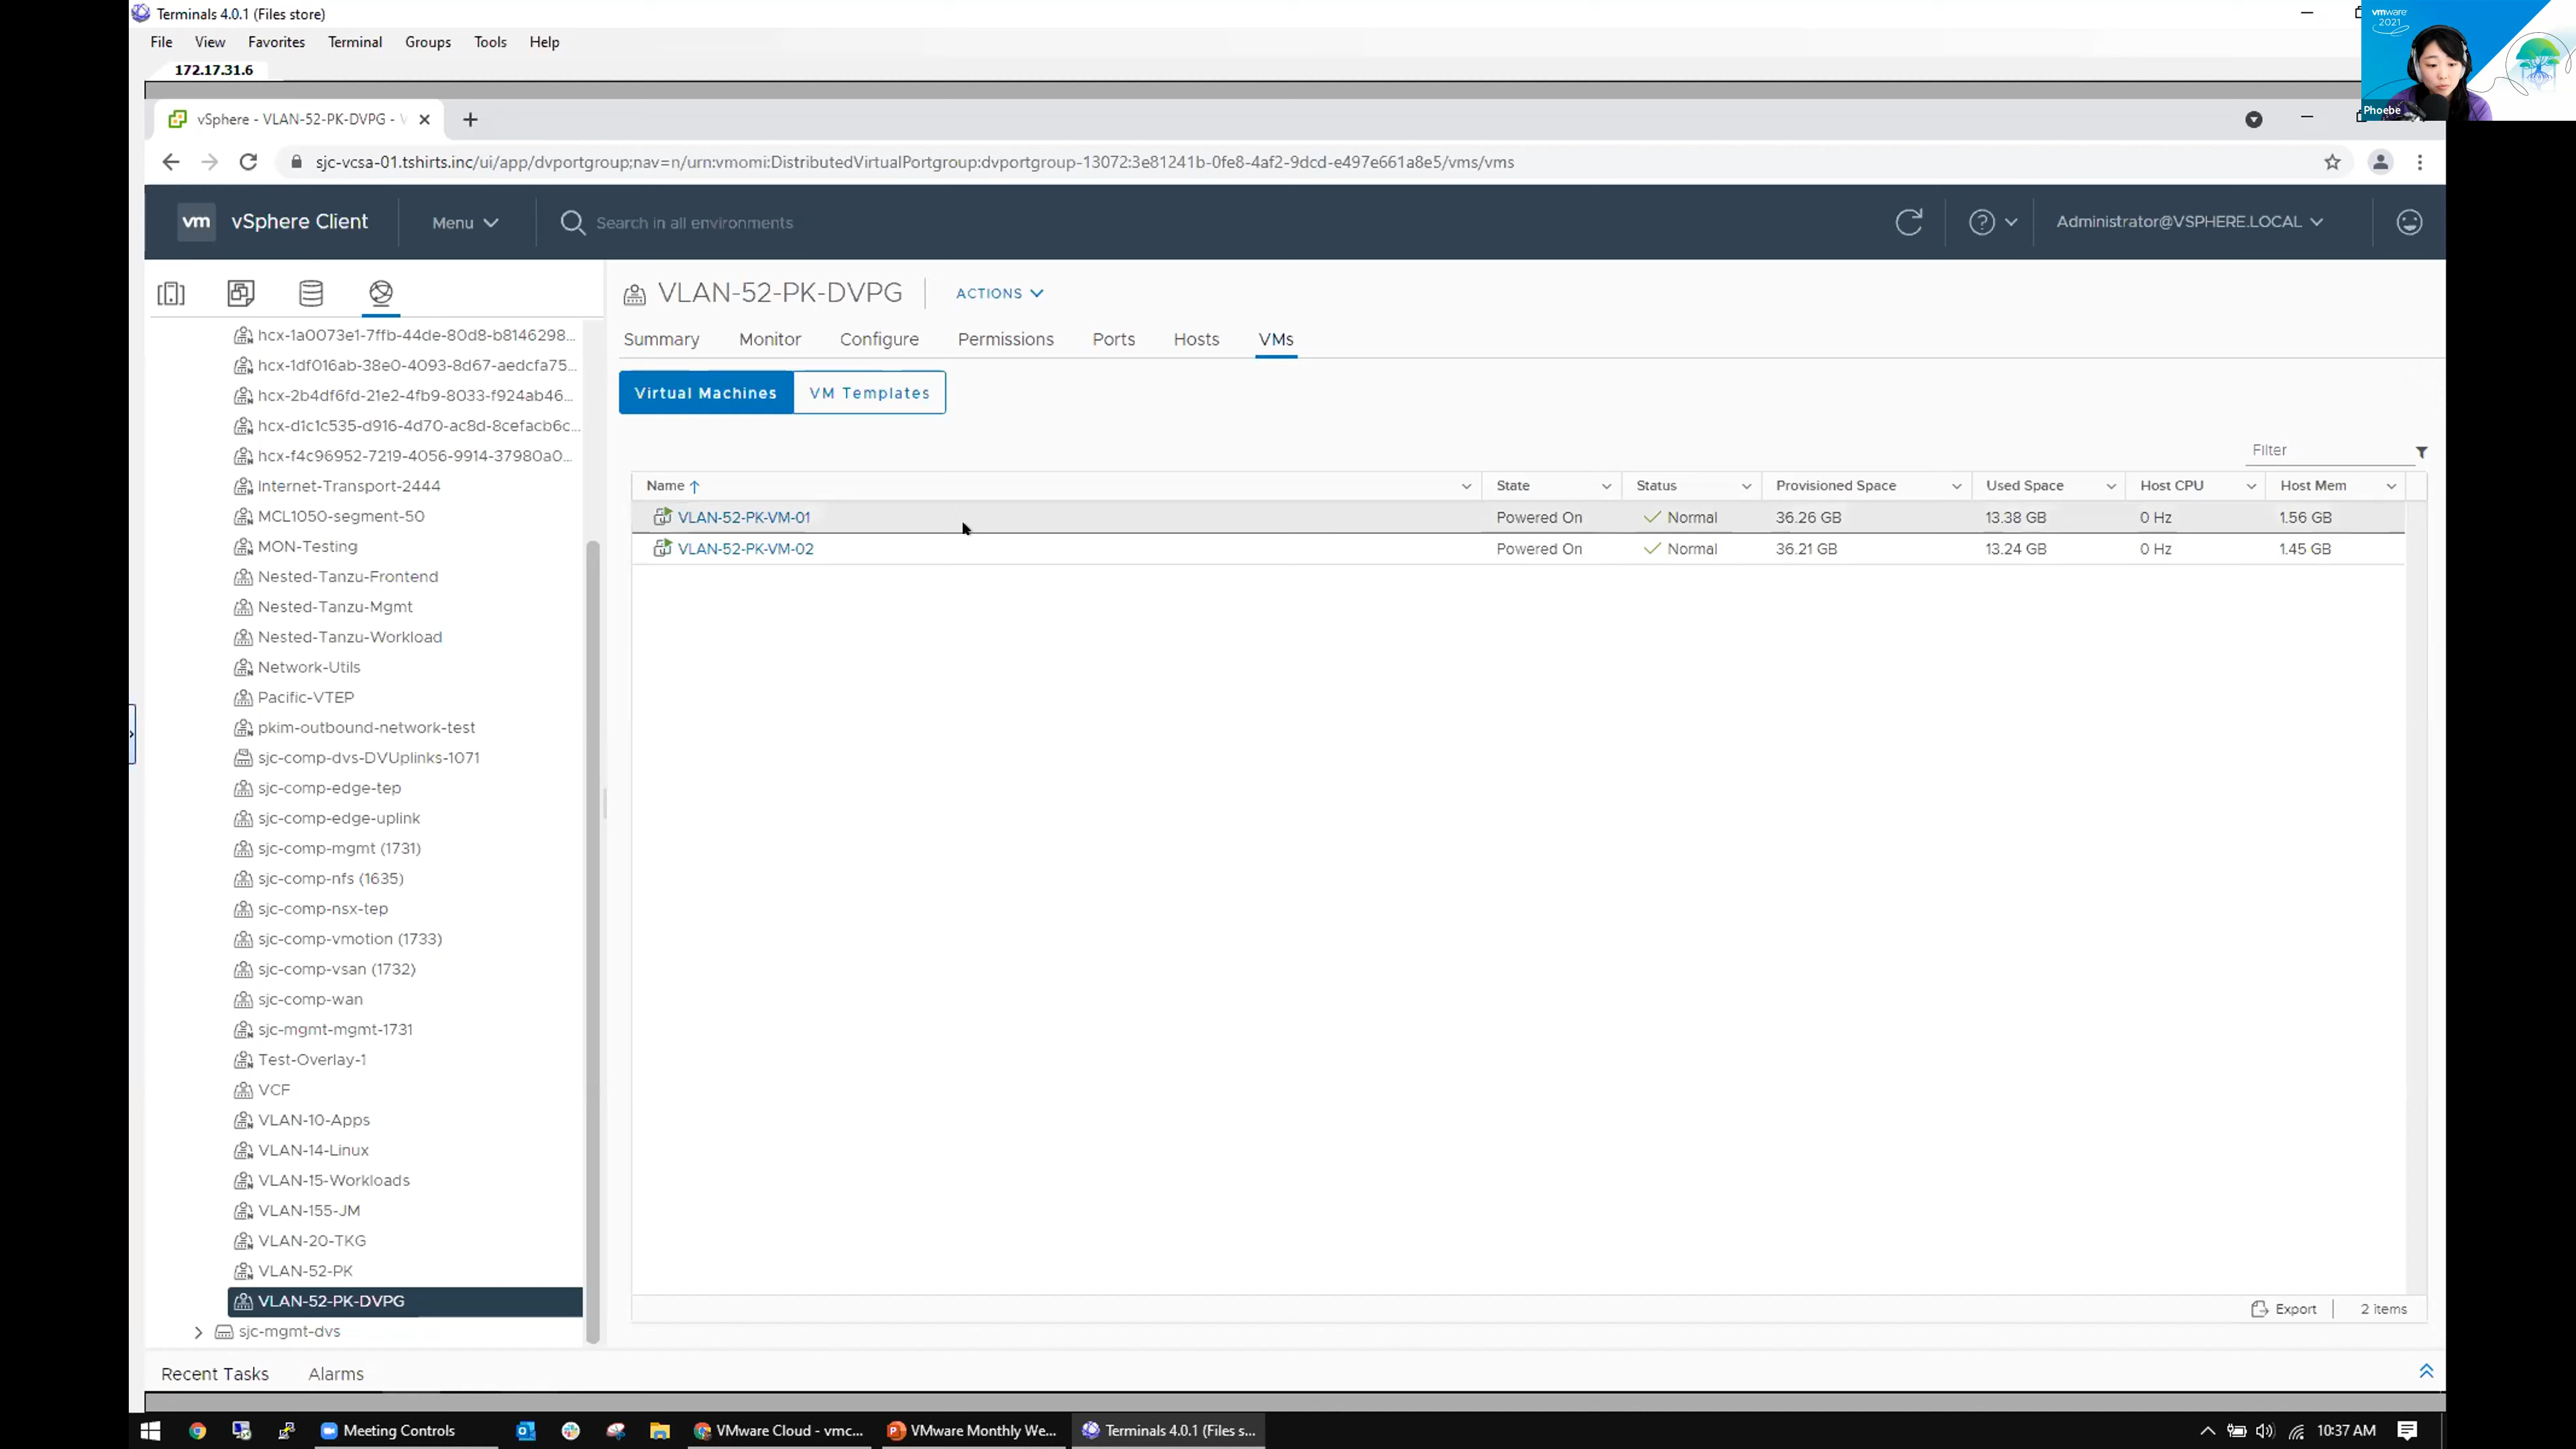 Terminals 4.0.1 (Files store)
vmware
2021
File View Favorites Terminal Groups Tools Help
172.17.31.6
Phoebe
vSphere - VLAN-52-PK-DVPG -
sjc-vcsa-01.tshirts.inc/ui/app/dvportgroup;nav=n/urn:vmomi:DistributedVirtualPortgroup:dvportgroup-13072:3e81241b-0fe8-4af2-9dcd-e497e661a8e5/vms/vms
vm vSphere Client Menu Search in all environments Administrator@VSPHERE.LOCAL
VLAN-52-PK-DVPG ACTIONS
Summary Monitor Configure Permissions Ports Hosts VMs
Virtual Machines VM Templates
Filter
Name State Status Provisioned Space Used Space Host CPU Host Mem
VLAN-52-PK-VM-01 Powered On Normal 36.26 GB 13.38 GB 0 Hz 1.56 GB
VLAN-52-PK-VM-02 Powered On Normal 36.21 GB 13.24 GB 0 Hz 1.45 GB
Export 2 items
hcx-1a0073e1-7ffb-44de-80d8-b8146298...
hcx-1df016ab-38e0-4093-8d67-aedcfa75...
hcx-2b4df6fd-21e2-4fb9-8033-f924ab46...
hcx-d1c1c535-d916-4d70-ac8d-8cefacb6c...
hcx-f4c96952-7219-4056-9914-37980a0...
Internet-Transport-2444
MCL1050-segment-50
MON-Testing
Nested-Tanzu-Frontend
Nested-Tanzu-Mgmt
Nested-Tanzu-Workload
Network-Utils
Pacific-VTEP
pkim-outbound-network-test
sjc-comp-dvs-DVUplinks-1071
sjc-comp-edge-tep
sjc-comp-edge-uplink
sjc-comp-mgmt (1731)
sjc-comp-nfs (1635)
sjc-comp-nsx-tep
sjc-comp-vmotion (1733)
sjc-comp-vsan (1732)
sjc-comp-wan
sjc-mgmt-mgmt-1731
Test-Overlay-1
VCF
VLAN-10-Apps
VLAN-14-Linux
VLAN-15-Workloads
VLAN-155-JM
VLAN-20-TKG
VLAN-52-PK
VLAN-52-PK-DVPG
sjc-mgmt-dvs
Recent Tasks Alarms
Meeting Controls VMware Cloud - vmc... VMware Monthly We... Terminals 4.0.1 (Files s... 10:37 AM